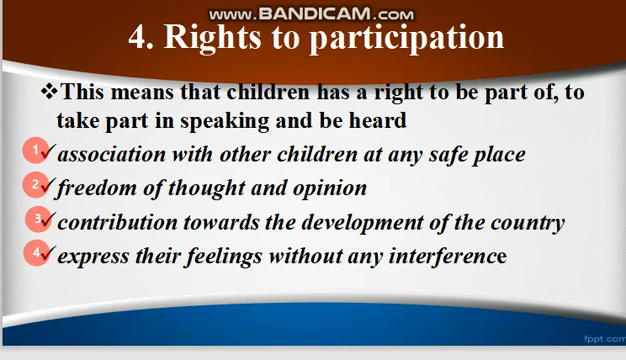 www.BANDICAM.com
4. Rights to participation
❖This means that children has a right to be part of, to
take part in speaking and be heard
1 ✓association with other children at any safe place
2 ✓freedom of thought and opinion
3 ✓contribution towards the development of the country
4 ✓express their feelings without any interference
fppt.com